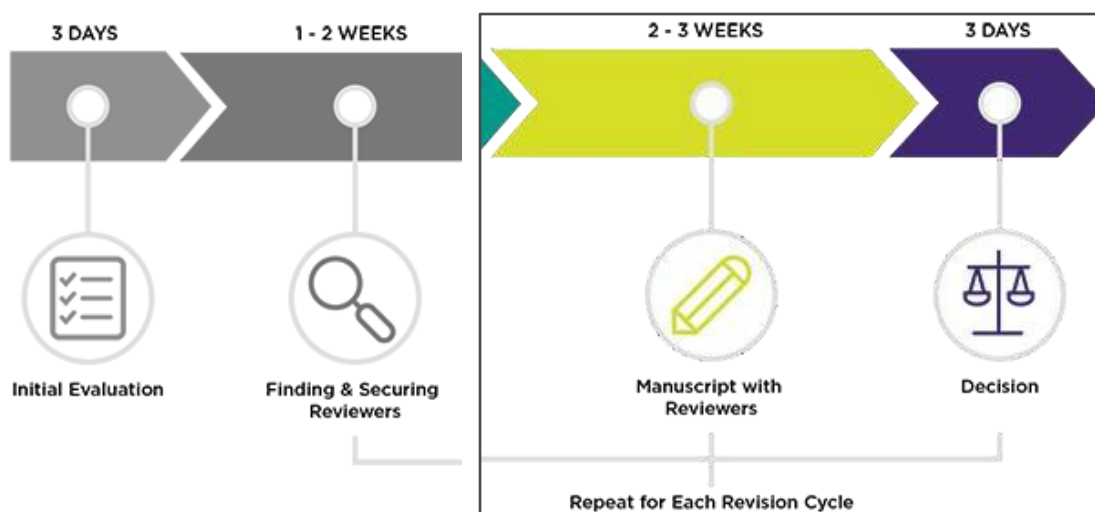 3 DAYS
1 - 2 WEEKS
2 - 3 WEEKS
3 DAYS
Initial Evaluation
Finding & Securing
Reviewers
Manuscript with
Reviewers
Decision
Repeat for Each Revision Cycle